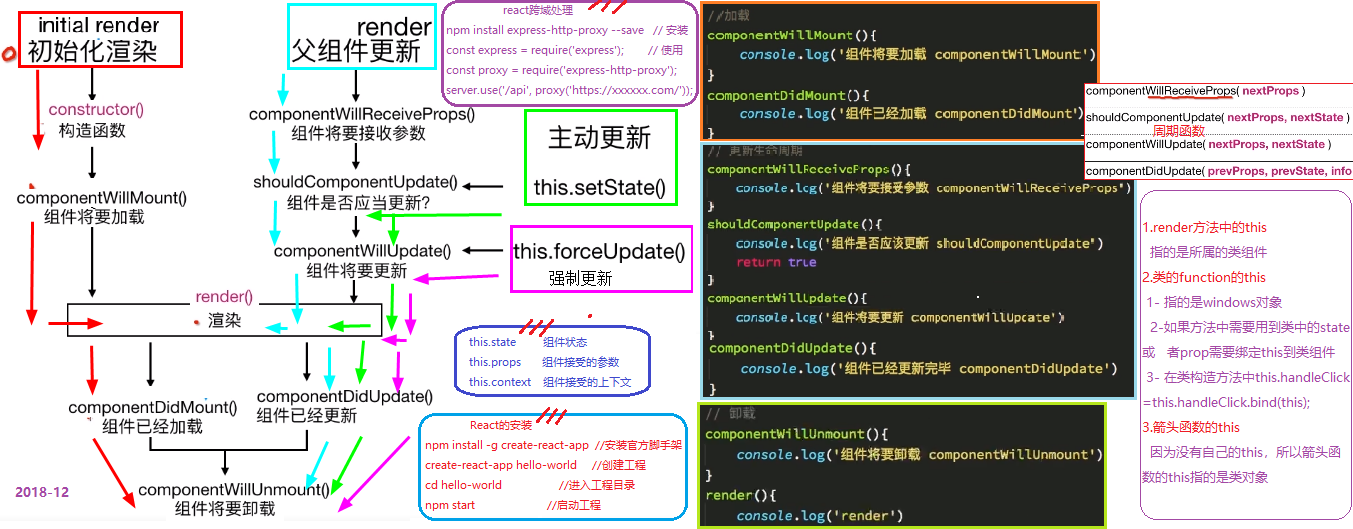 initial render
初始化渲染
constructor()
构造函数
componentWillMount()
组件将要加载
render
父组件更新
componentWillReceiveProps()
组件将要接收参数
shouldComponentUpdate()
组件是否应当更新?
componentWillUpdate()
组件将要更新
render()
渲染
componentDidMount()
组件已经加载
componentDidUpdate()
组件已经更新
componentWillUnmount()
组件将要卸载
2018-12
react跨域处理
npm install express-http-proxy --save // 安装
const express = require('express'); // 使用
const proxy = require('express-http-proxy');
server.use('/api', proxy('https://xxxxxx.com/'));
主动更新
this.setState()
this.forceUpdate()
强制更新
this.state 组件状态
this.props 组件接受的参数
this.context 组件接受的上下文
React的安装
npm install -g create-react-app //安装官方脚手架
create-react-app hello-world //创建工程
cd hello-world //进入工程目录
npm start //启动工程
//加载
componentWillMount(){
console.log('组件将要加载 componentWillMount')
}
componentDidMount(){
console.log('组件已经加载 componentDidMount')
}
// 更新生命周期
componentWillReceiveProps(){
console.log('组件将要接受参数 componentWillReceiveProps')
}
shouldComponentUpdate(){
console.log('组件是否应该更新 shouldComponentUpdate')
return true
}
componentWillUpdate(){
console.log('组件将要更新 componentWillUpdate')
}
componentDidUpdate(){
console.log('组件已经更新完毕 componentDidUpdate')
}
// 卸载
componentWillUnmount(){
console.log('组件将要卸载 componentWillUnmount')
}
render(){
console.log('render')
componentWillReceiveProps( nextProps )
shouldComponentUpdate( nextProps, nextState )
周期函数
componentWillUpdate( nextProps, nextState )
componentDidUpdate( prevProps, prevState, info
1.render方法中的this
指的是所属的类组件
2.类的function的this
1- 指的是windows对象
2-如果方法中需要用到类中的state
或 者prop需要绑定this到类组件
3- 在类构造方法中this.handleClick
=this.handleClick.bind(this);
3.箭头函数的this
因为没有自己的this，所以箭头函
数的this指的是类对象